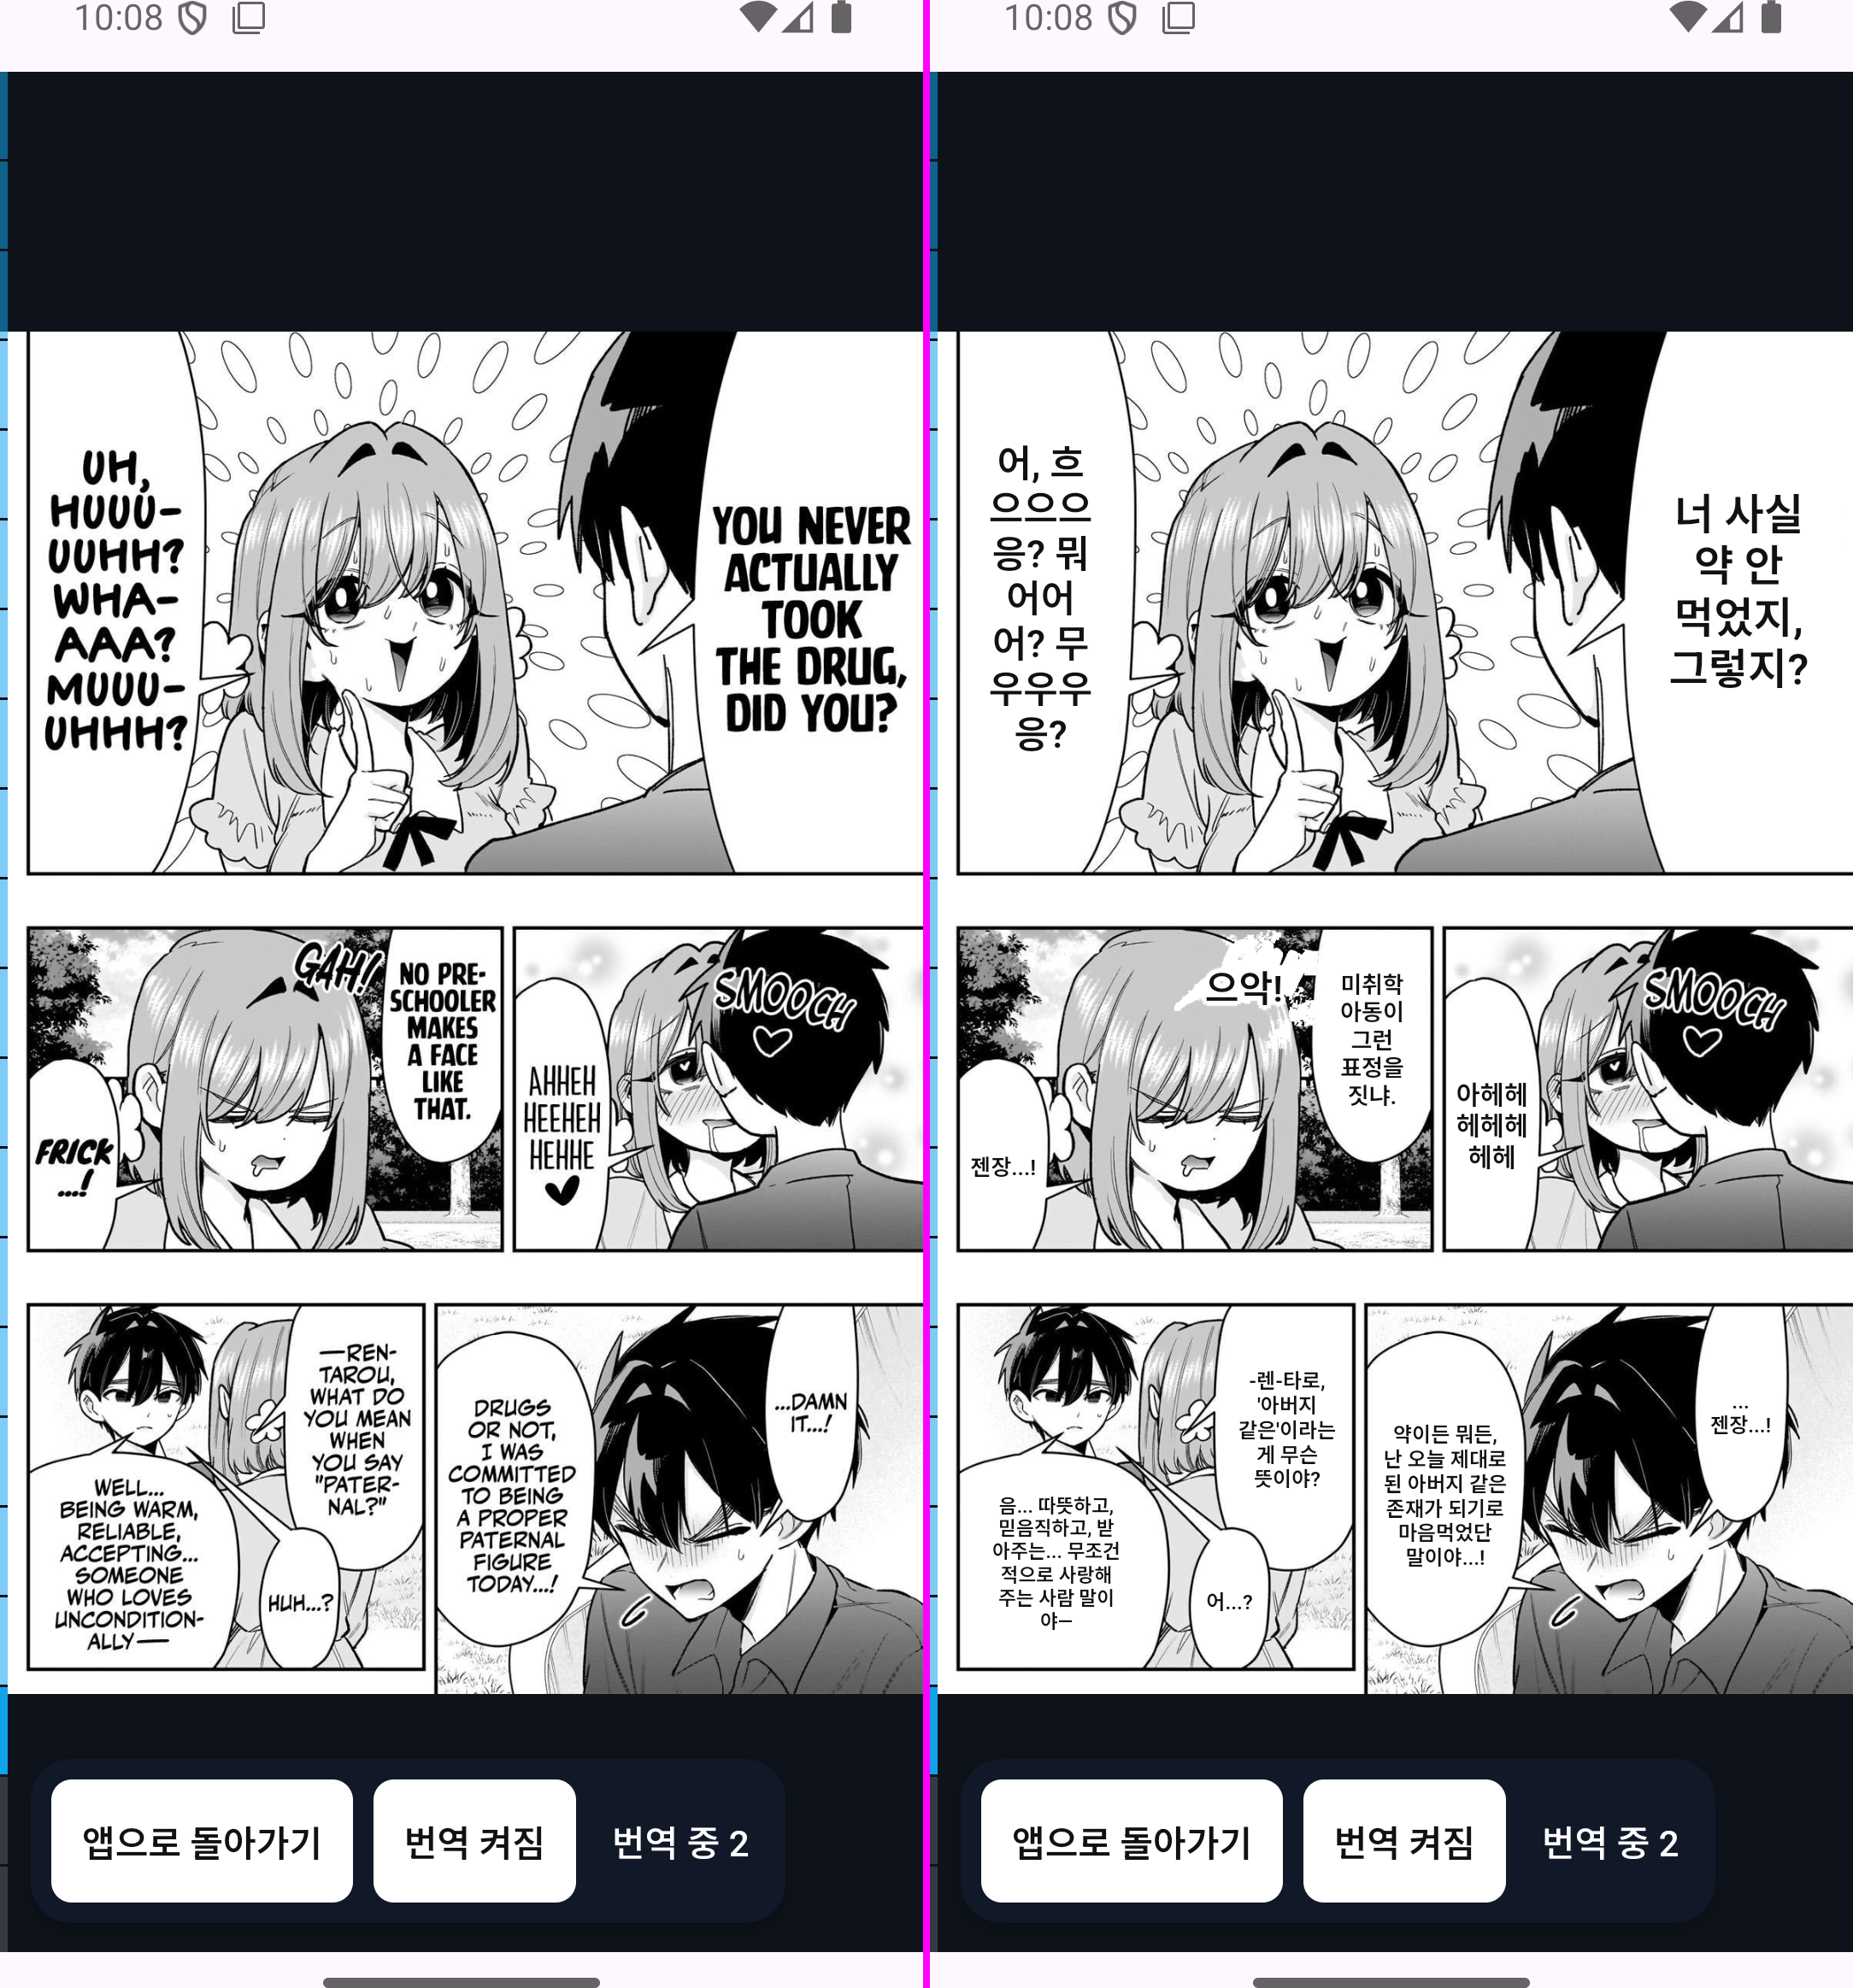 10:08
UH,
HUUU-
UUHH?
WHA-
AAA?
MUUU-
UHHH?
YOU NEVER
ACTUALLY
TOOK
THE DRUG,
DID YOU?
GAH!
NO PRE-
SCHOOLER
MAKES
A FACE
LIKE
THAT.
FRICK
...!
SMOOCH
♡
AHHEH
HEEHEH
HEHHE
♥
—REN-
TAROU,
WHAT DO
YOU MEAN
WHEN
YOU SAY
"PATER-
NAL?"
WELL...
BEING WARM,
RELIABLE,
ACCEPTING...
SOMEONE
WHO LOVES
UNCONDITION-
ALLY—
HUH...?
...DAMN
IT...!
DRUGS
OR NOT,
I WAS
COMMITTED
TO BEING
A PROPER
PATERNAL
FIGURE
TODAY...!
앱으로 돌아가기
번역 켜짐
번역 중 2
10:08
어, 흐
으으으
응? 뭐
어어
어? 무
우우우
응?
너 사실
약 안
먹었지,
그렇지?
으악!
미취학
아동이
그런
표정을
짓냐.
젠장...!
SMOOCH
♡
아헤헤
헤헤헤
헤헤
-렌-타로,
'아버지
같은'이라는
게 무슨
뜻이야?
음... 따뜻하고,
믿음직하고, 받
아주는... 무조건
적으로 사랑해
주는 사람 말이
야—
어...?
...
젠장...!
약이든 뭐든,
난 오늘 제대로
된 아버지 같은
존재가 되기로
마음먹었단
말이야...!
앱으로 돌아가기
번역 켜짐
번역 중 2